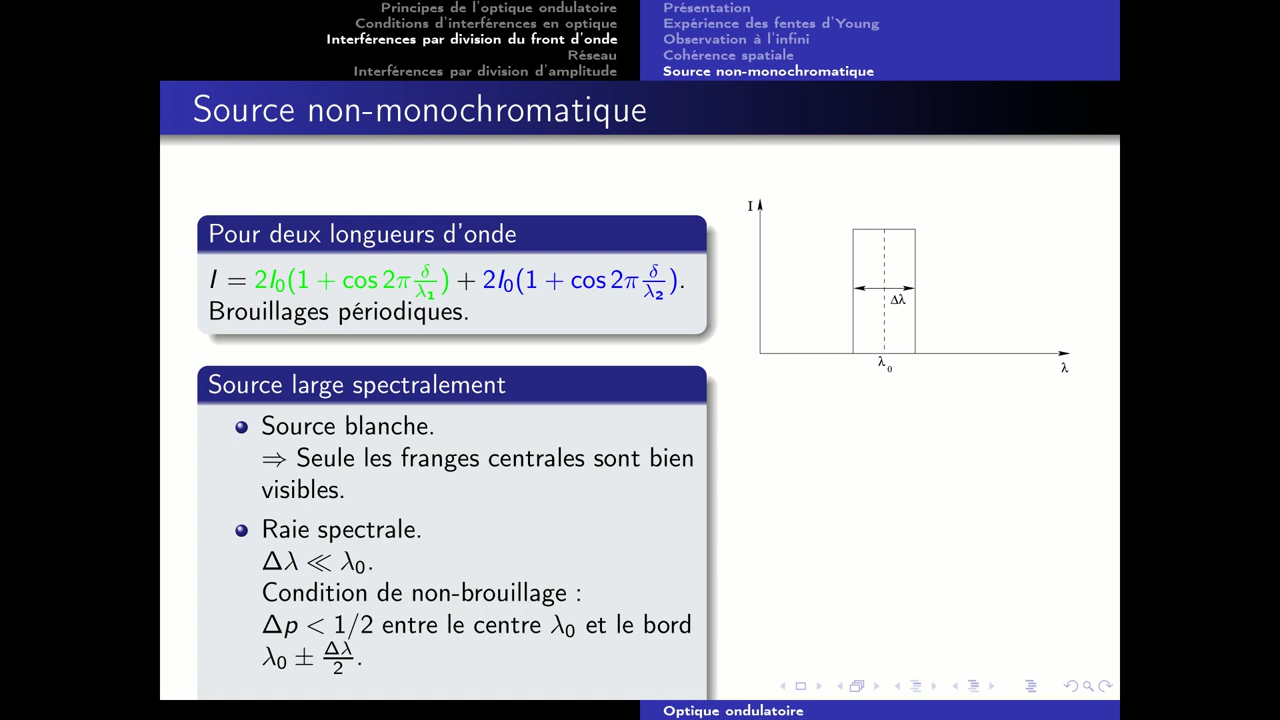 Principes de l'optique ondulatoire
Conditions d'interférences en optique
Interférences par division du front d'onde
Réseau
Interférences par division d'amplitude
Présentation
Expérience des fentes d'Young
Observation à l'infini
Cohérence spatiale
Source non-monochromatique
Source non-monochromatique
Pour deux longueurs d'onde
I = 2I₀(1 + cos 2π δ/λ₁) + 2I₀(1 + cos 2π δ/λ₂).
Brouillages périodiques.
Source large spectralement
Source blanche.
⇒ Seule les franges centrales sont bien
visibles.
Raie spectrale.
Δλ ≪ λ₀.
Condition de non-brouillage :
Δp < 1/2 entre le centre λ₀ et le bord
λ₀ ± Δλ/2.
I
Δλ
λ₀
λ
Optique ondulatoire